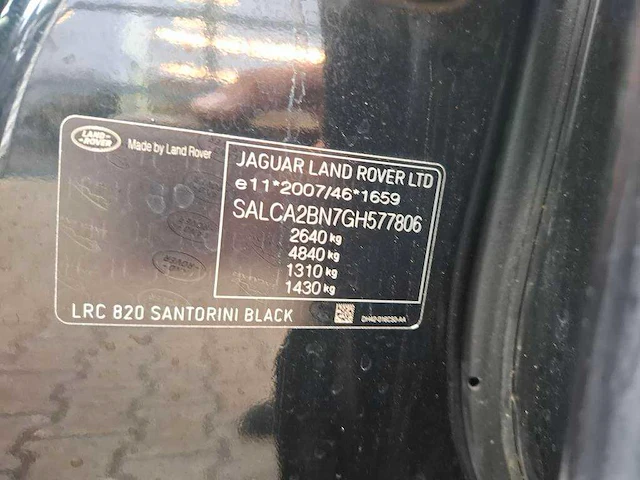 LAND-
-ROVER
Made by Land Rover
JAGUAR LAND ROVER LTD
e11*2007/46*1659
SALCA2BN7GH577806
2640 kg
4840 kg
1310 kg
1430 kg
LRC 820 SANTORINI BLACK